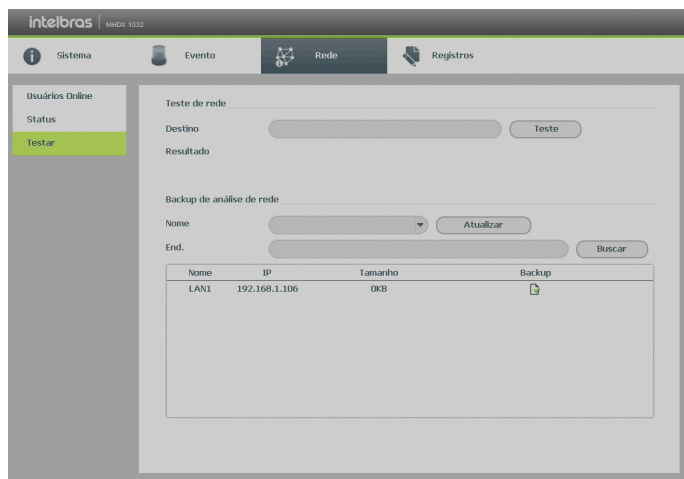 intelbras | MHDX 1032
Sistema Evento Rede Registros
Usuários Online
Status
Testar
Teste de rede
Destino Teste
Resultado
Backup de análise de rede
Nome Atualizar
End. Buscar
Nome IP Tamanho Backup
LAN1 192.168.1.106 0KB